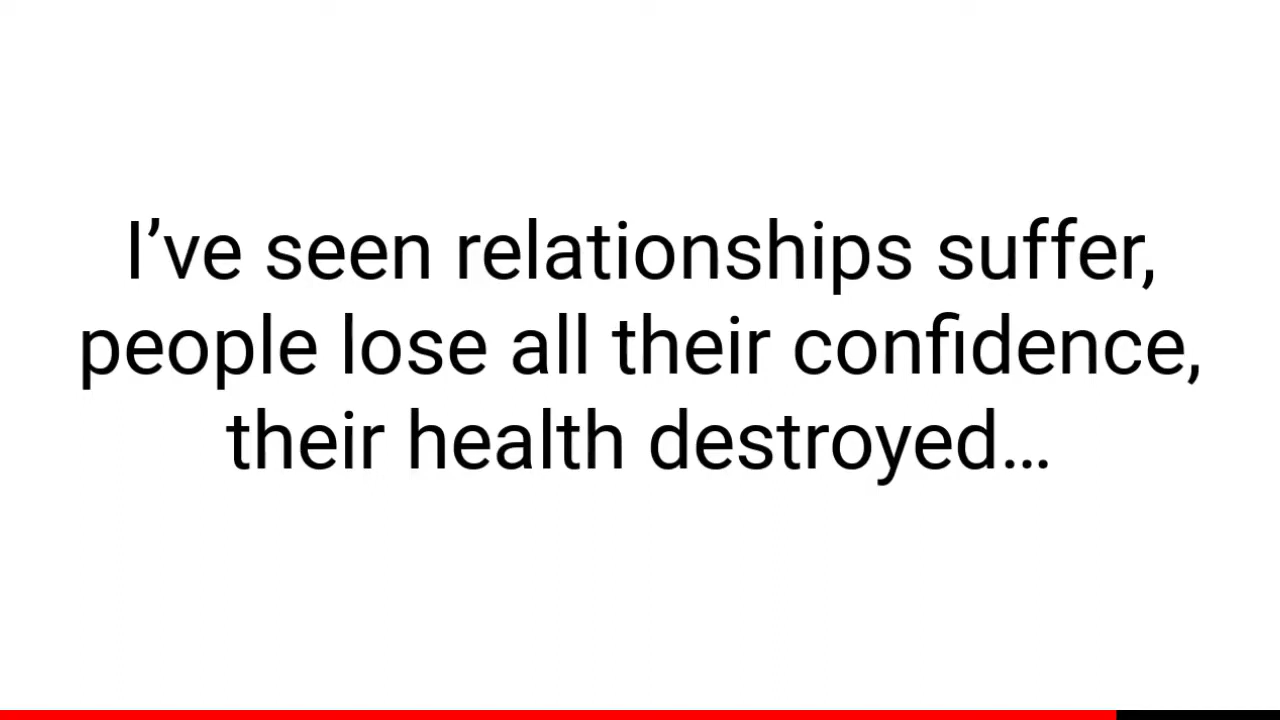 I’ve seen relationships suffer,
people lose all their confidence,
their health destroyed…